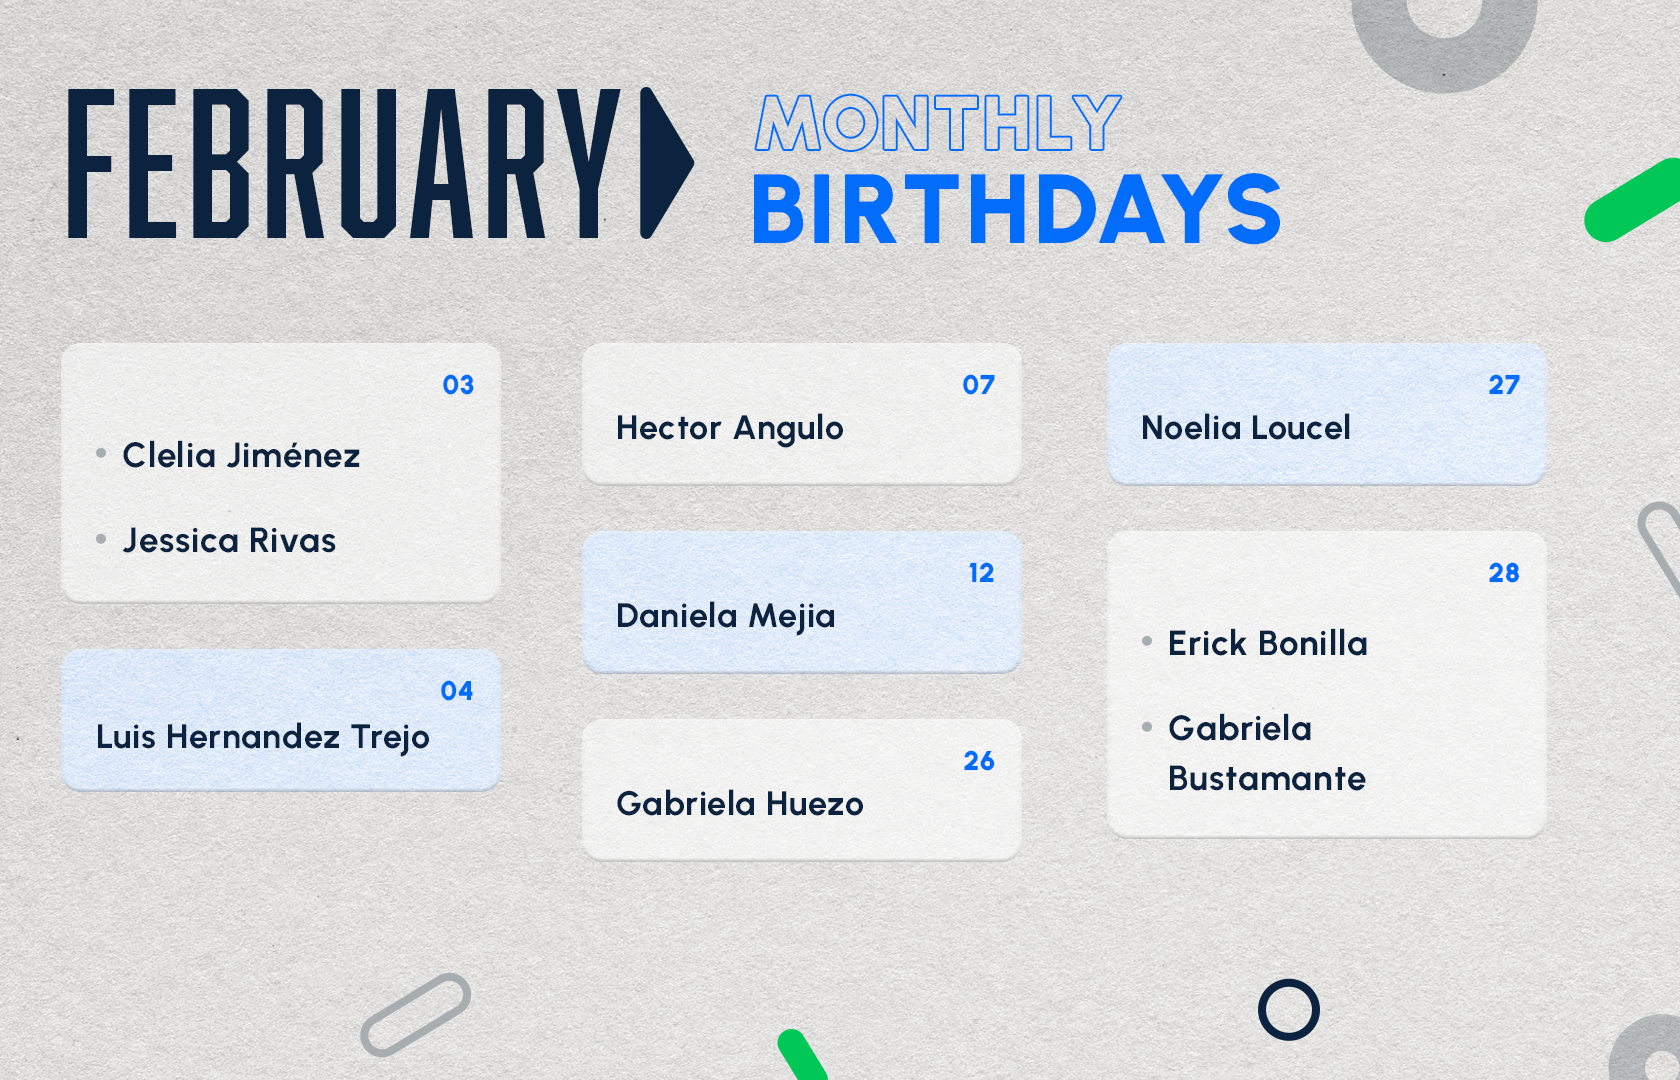 FEBRUARY
MONTHLY
BIRTHDAYS
03
• Clelia Jiménez
• Jessica Rivas
04
Luis Hernandez Trejo
07
Hector Angulo
12
Daniela Mejia
26
Gabriela Huezo
27
Noelia Loucel
28
• Erick Bonilla
• Gabriela
Bustamante